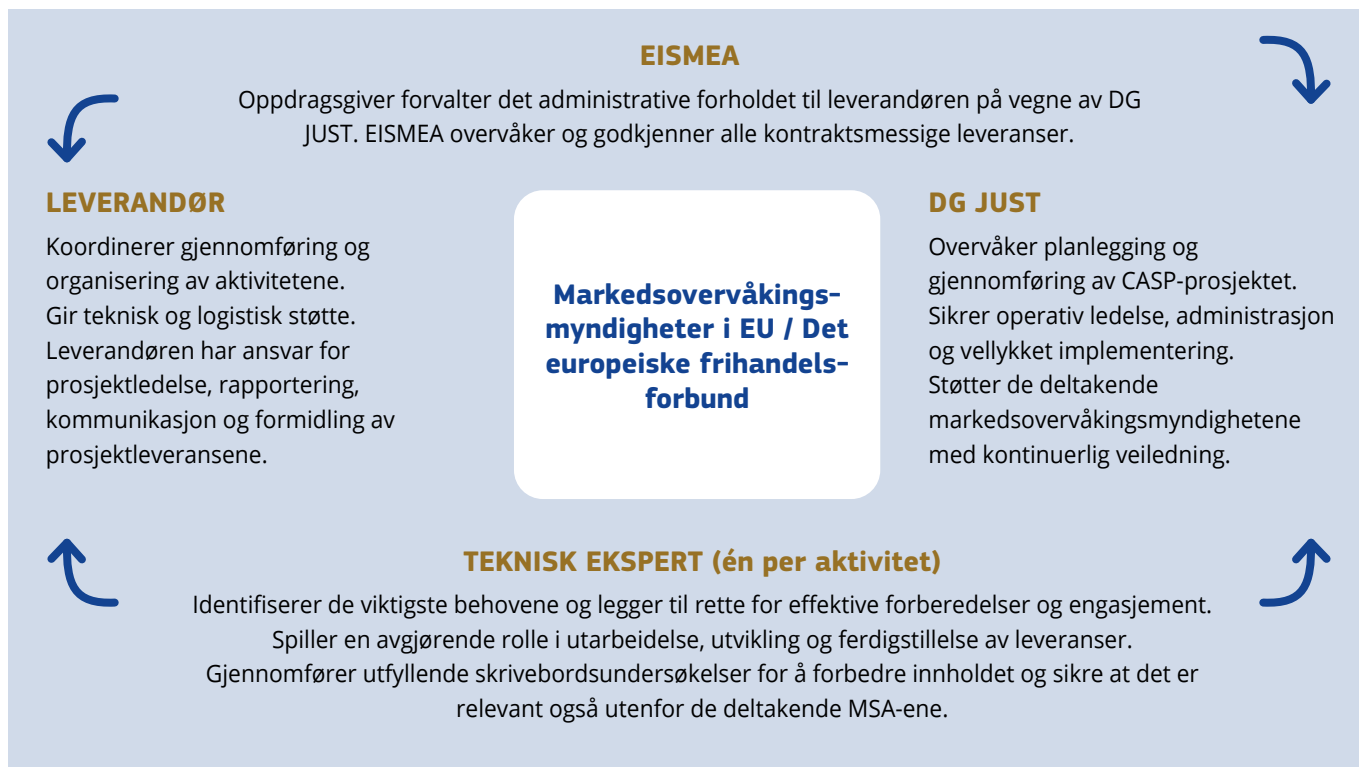 EISMEA
Oppdragsgiver forvalter det administrative forholdet til leverandøren på vegne av DG
JUST. EISMEA overvåker og godkjenner alle kontraktsmessige leveranser.
LEVERANDØR
Koordinerer gjennomføring og
organisering av aktivitetene.
Gir teknisk og logistisk støtte.
Leverandøren har ansvar for
prosjektledelse, rapportering,
kommunikasjon og formidling av
prosjektleveransene.
Markedsovervåkings-
myndigheter i EU / Det
europeiske frihandels-
forbund
DG JUST
Overvåker planlegging og
gjennomføring av CASP-prosjektet.
Sikrer operativ ledelse, administrasjon
og vellykket implementering.
Støtter de deltakende
markedsovervåkingsmyndighetene
med kontinuerlig veiledning.
TEKNISK EKSPERT (én per aktivitet)
Identifiserer de viktigste behovene og legger til rette for effektive forberedelser og engasjement.
Spiller en avgjørende rolle i utarbeidelse, utvikling og ferdigstillelse av leveranser.
Gjennomfører utfyllende skrivebordsundersøkelser for å forbedre innholdet og sikre at det er
relevant også utenfor de deltakende MSA-ene.